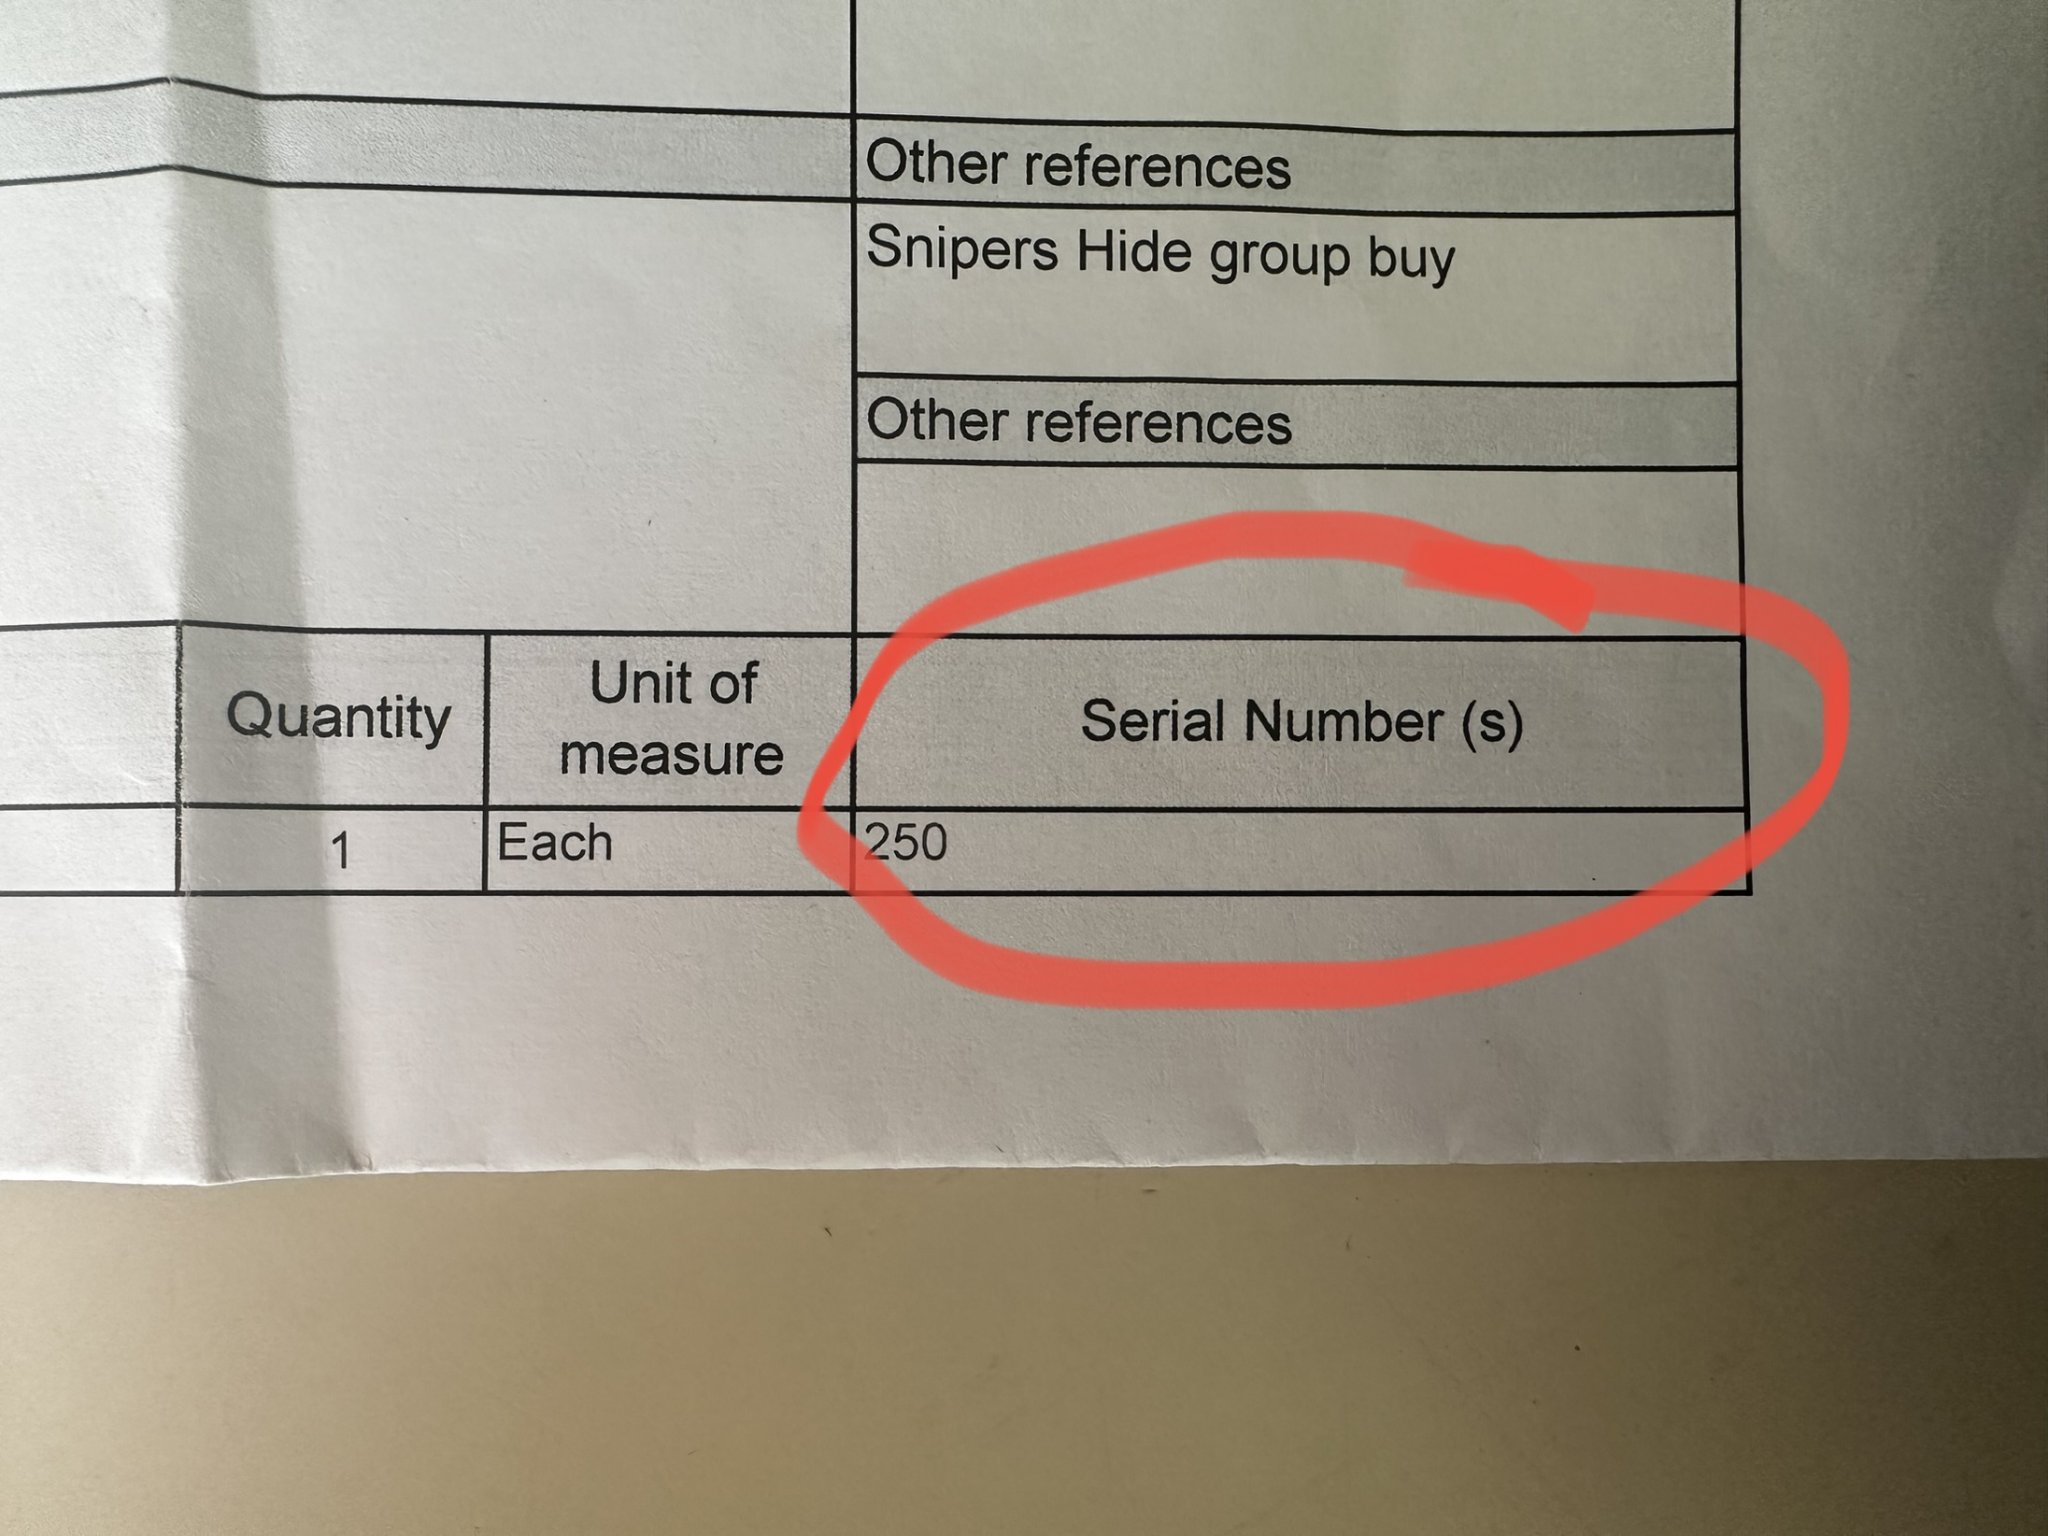 Other references
Snipers Hide group buy
Other references
Quantity
Unit of
measure
Serial Number (s)
1
Each
250